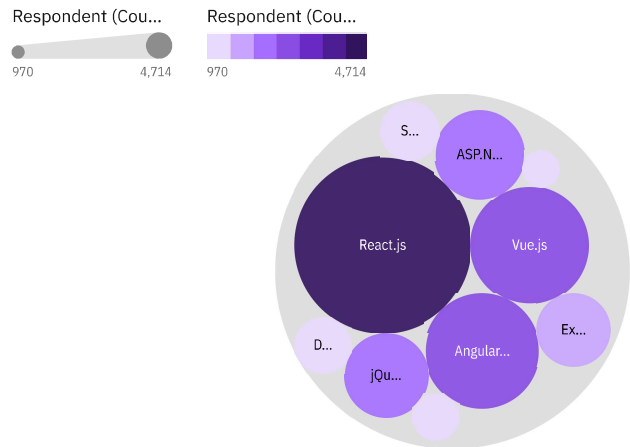 Respondent (Cou...
Respondent (Cou...
970
4,714
970
4,714
S...
ASP.N...
React.js
Vue.js
Ex...
D...
Angular...
jQu...